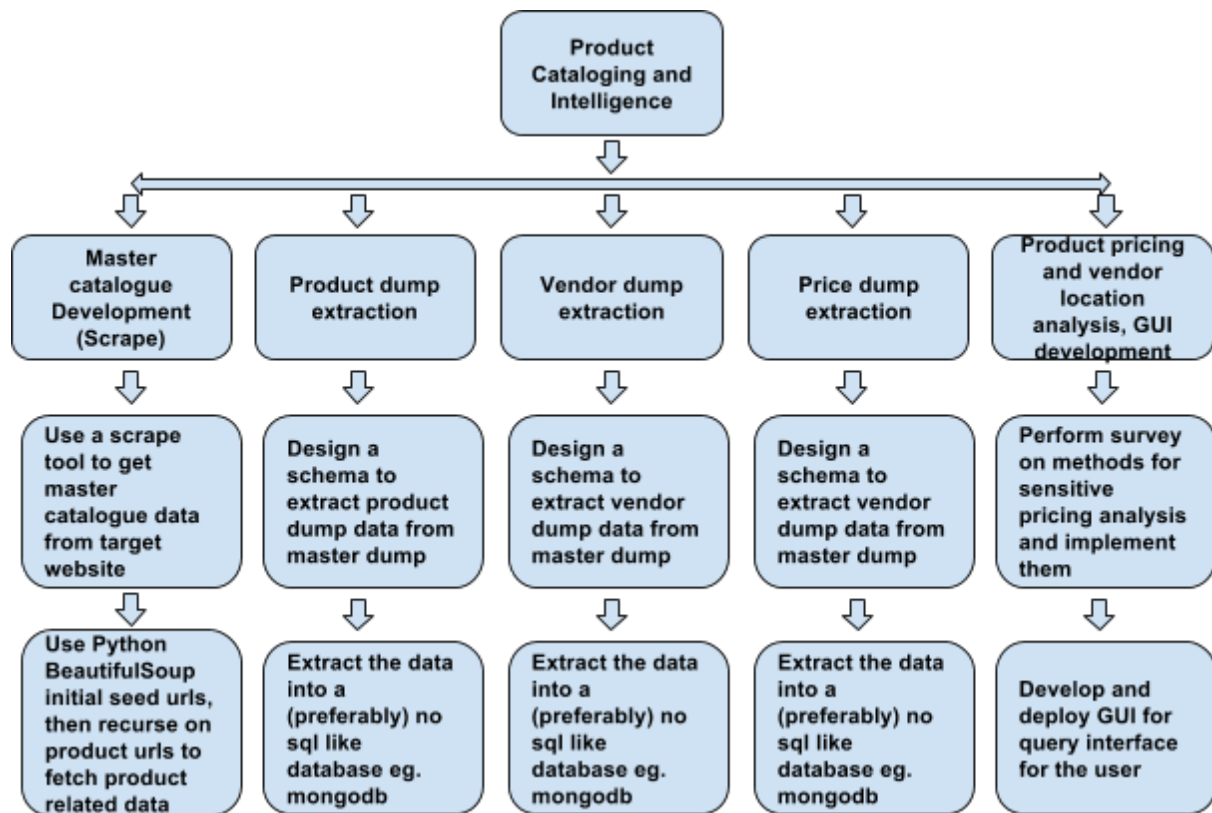 Product
Cataloging and
Intelligence
Master
catalogue
Development
(Scrape)
Product dump
extraction
Vendor dump
extraction
Price dump
extraction
Product pricing
and vendor
location
analysis, GUI
development
Use a scrape
tool to get
master
catalogue data
from target
website
Design a
schema to
extract product
dump data from
master dump
Design a
schema to
extract vendor
dump data from
master dump
Design a
schema to
extract vendor
dump data from
master dump
Perform survey
on methods for
sensitive
pricing analysis
and implement
them
Use Python
BeautifulSoup
initial seed urls,
then recurse on
product urls to
fetch product
related data
Extract the data
into a
(preferably) no
sql like
database eg.
mongodb
Extract the data
into a
(preferably) no
sql like
database eg.
mongodb
Extract the data
into a
(preferably) no
sql like
database eg.
mongodb
Develop and
deploy GUI for
query interface
for the user